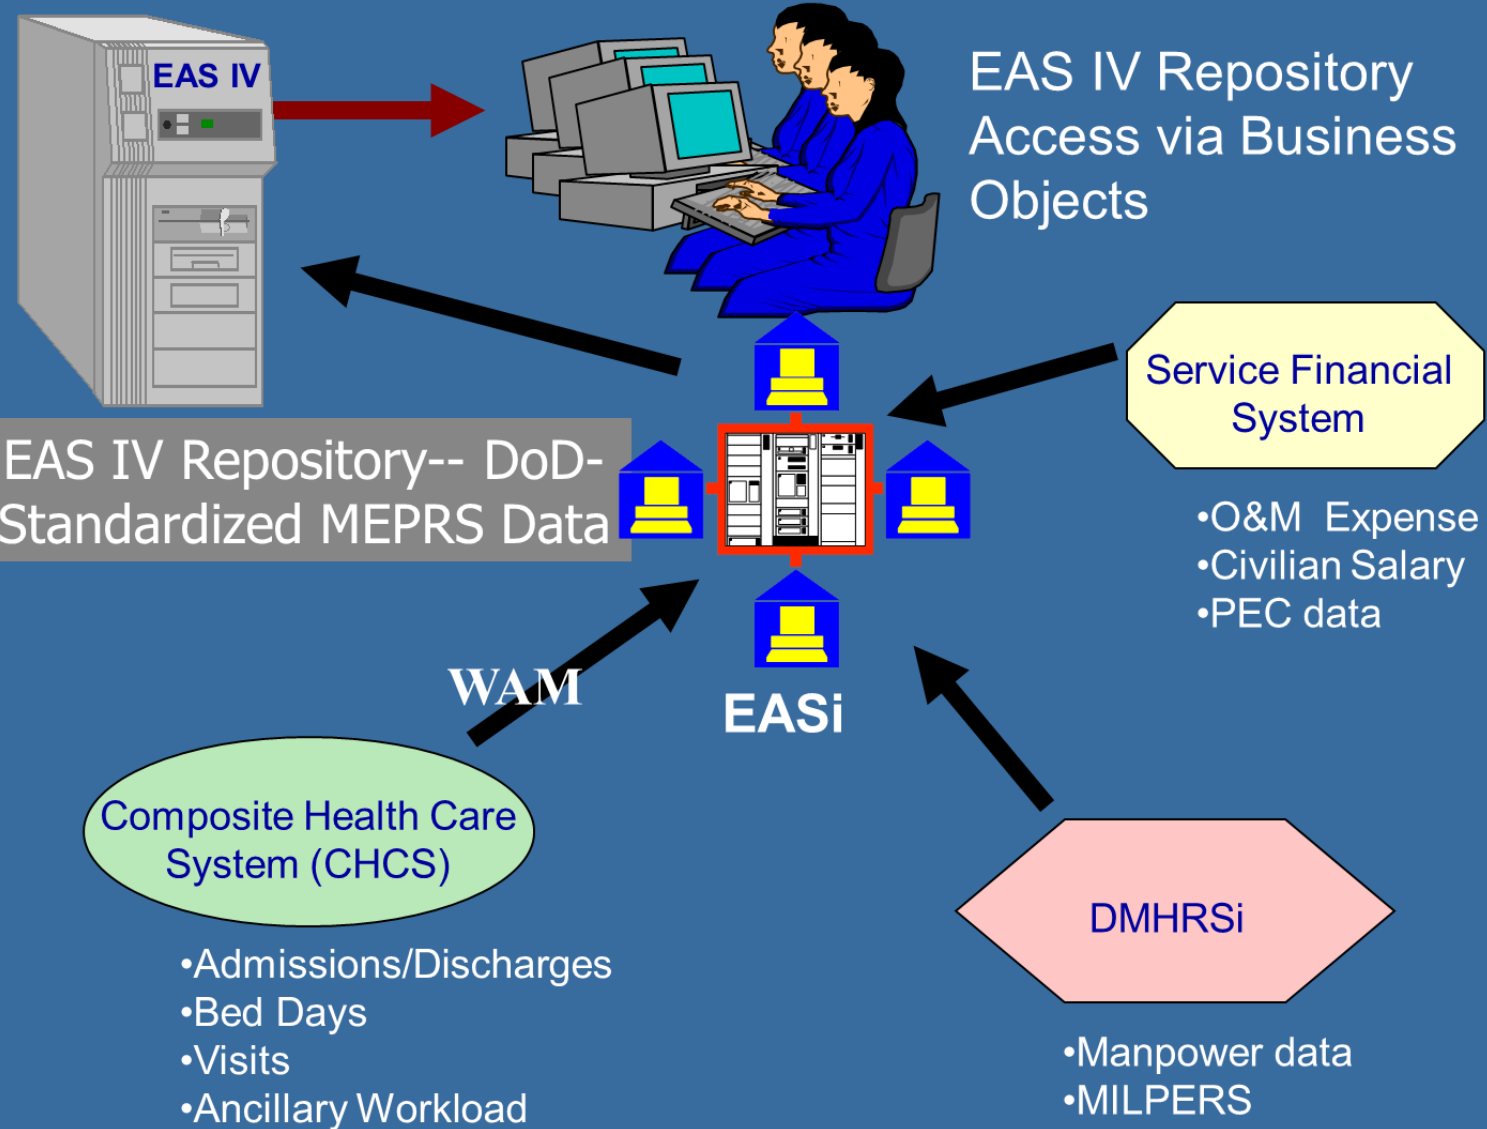 EAS IV
EAS IV Repository
Access via Business
Objects
Service Financial
System
•O&M Expense
•Civilian Salary
•PEC data
EAS IV Repository-- DoD-
Standardized MEPRS Data
WAM
EASi
Composite Health Care
System (CHCS)
•Admissions/Discharges
•Bed Days
•Visits
•Ancillary Workload
DMHRSi
•Manpower data
•MILPERS